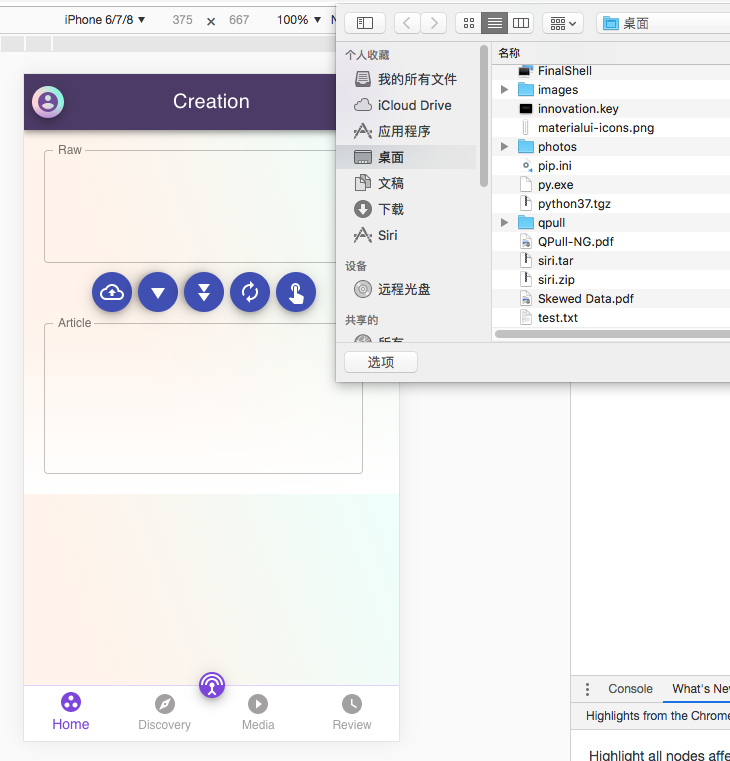 iPhone 6/7/8 ▼ 375 × 667 100% ▼
Creation
Raw
Article
Home
Discovery
Media
Review
桌面
个人收藏
我的所有文件
iCloud Drive
应用程序
桌面
文稿
下载
Siri
设备
远程光盘
共享的
所有
名称
FinalShell
images
innovation.key
materialui-icons.png
photos
pip.ini
py.exe
python37.tgz
qpull
QPull-NG.pdf
siri.tar
siri.zip
Skewed Data.pdf
test.txt
选项
Console What's Ne
Highlights from the Chrome
Highlight all nodes affe